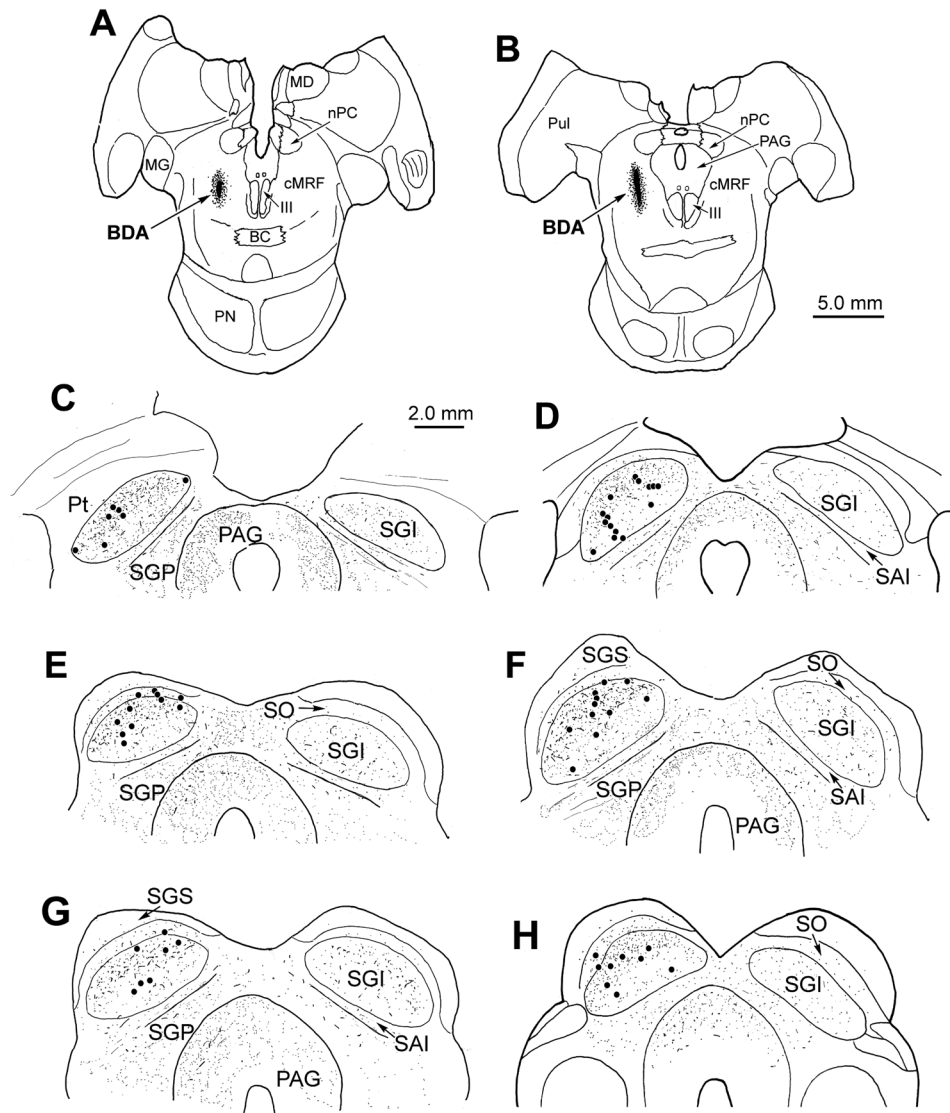 A
MD
nPC
MG
cMRF
III
BDA
BC
PN
B
Pul
nPC
PAG
cMRF
III
BDA
5.0 mm
C
2.0 mm
Pt
PAG
SGI
SGP
D
SGI
SAI
E
SO
SGI
SGP
F
SGS
SO
SGI
SGP
SAI
PAG
G
SGS
SGI
SGP
SAI
PAG
H
SO
SGI